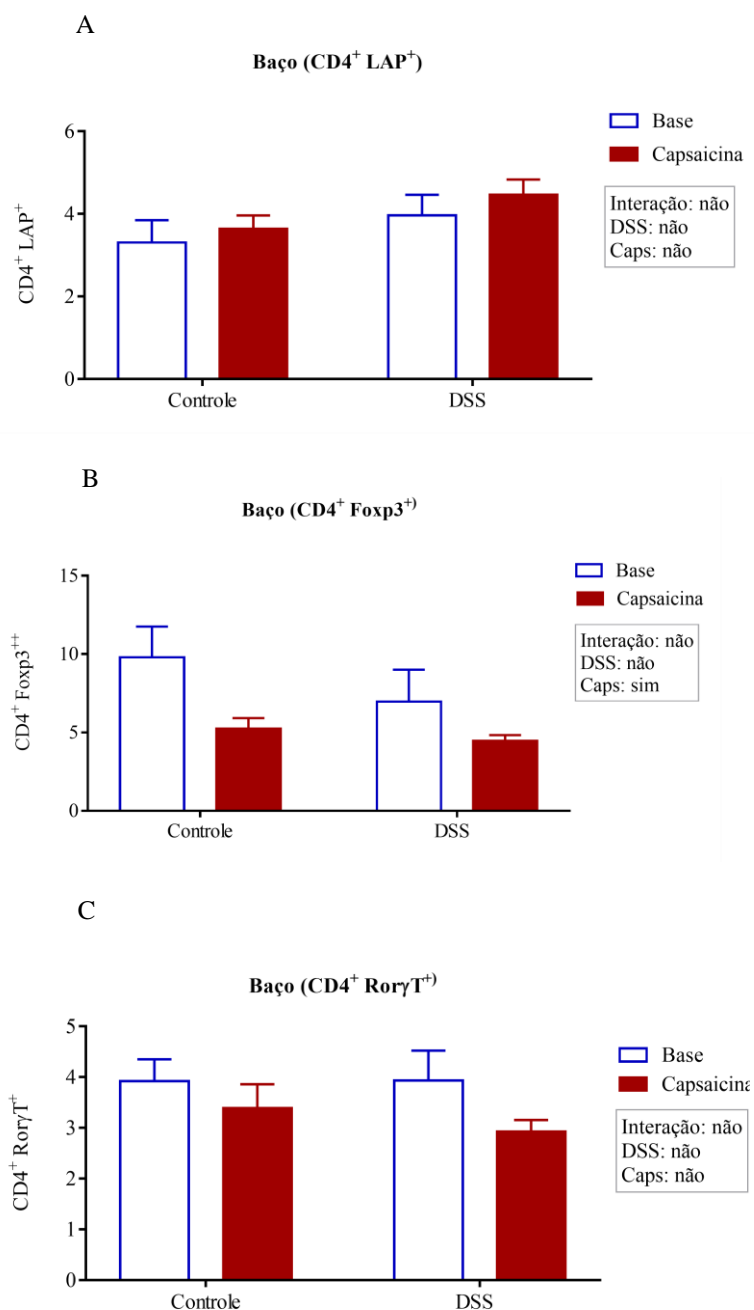 A
Baço (CD4⁺ LAP⁺)
Base
Capsaicina
Interação: não
DSS: não
Caps: não
CD4⁺ LAP⁺
6
4
2
0
Controle
DSS
B
Baço (CD4⁺ Foxp3⁺⁾
Base
Capsaicina
Interação: não
DSS: não
Caps: sim
CD4⁺ Foxp3⁺⁺
15
10
5
0
Controle
DSS
C
Baço (CD4⁺ RorγT⁺⁾
Base
Capsaicina
Interação: não
DSS: não
Caps: não
CD4⁺ RorγT⁺
5
4
3
2
1
0
Controle
DSS